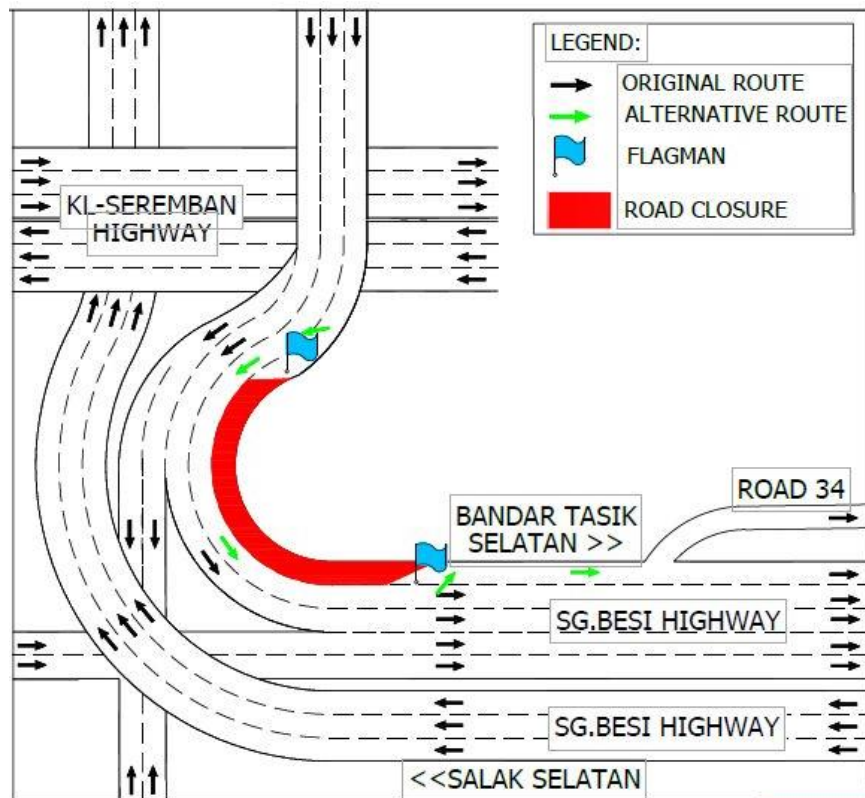 LEGEND:
ORIGINAL ROUTE
ALTERNATIVE ROUTE
FLAGMAN
ROAD CLOSURE
KL-SEREMBAN
HIGHWAY
ROAD 34
BANDAR TASIK
SELATAN >>
SG.BESI HIGHWAY
SG.BESI HIGHWAY
<<SALAK SELATAN